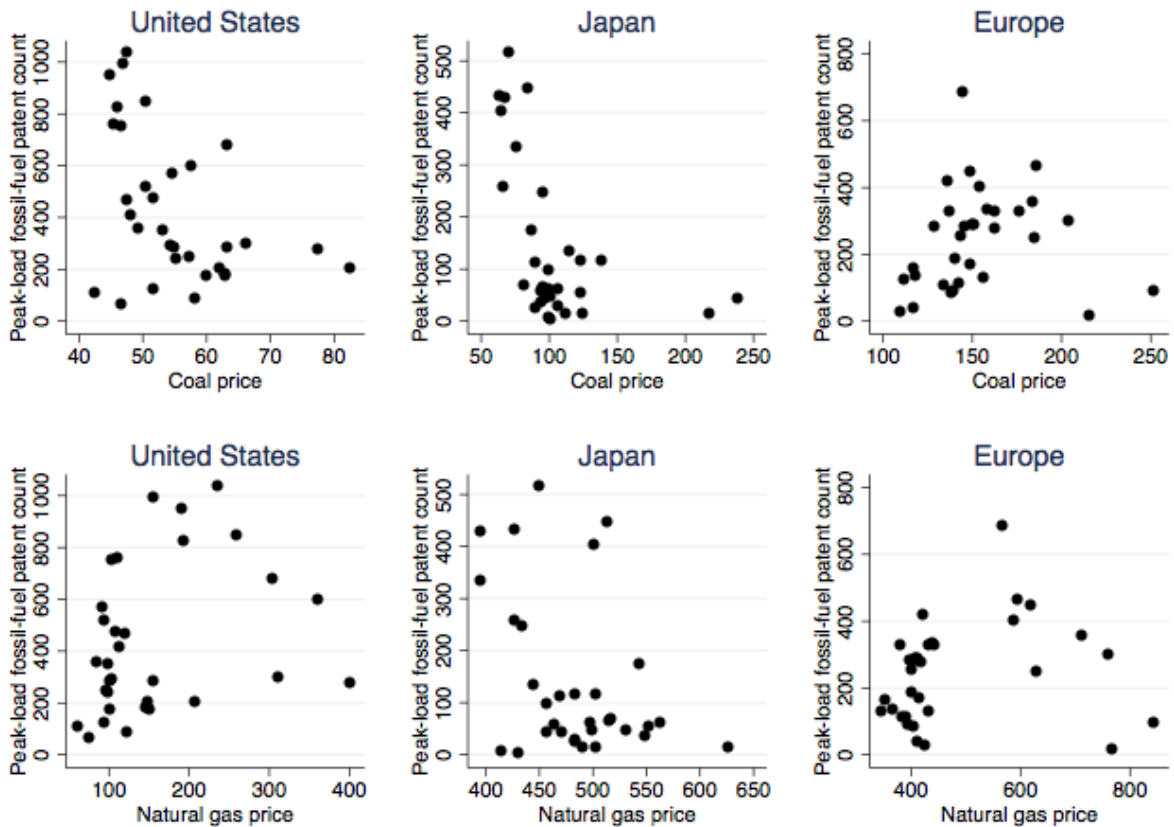 United States
Japan
Europe
Peak-load fossil-fuel patent count
0 200 400 600 800 1000
40 50 60 70 80
Coal price
Peak-load fossil-fuel patent count
0 100 200 300 400 500
50 100 150 200 250
Coal price
Peak-load fossil-fuel patent count
0 200 400 600 800
100 150 200 250
Coal price
United States
Japan
Europe
Peak-load fossil-fuel patent count
0 200 400 600 800 1000
100 200 300 400
Natural gas price
Peak-load fossil-fuel patent count
0 100 200 300 400 500
400 450 500 550 600 650
Natural gas price
Peak-load fossil-fuel patent count
0 200 400 600 800
400 600 800
Natural gas price